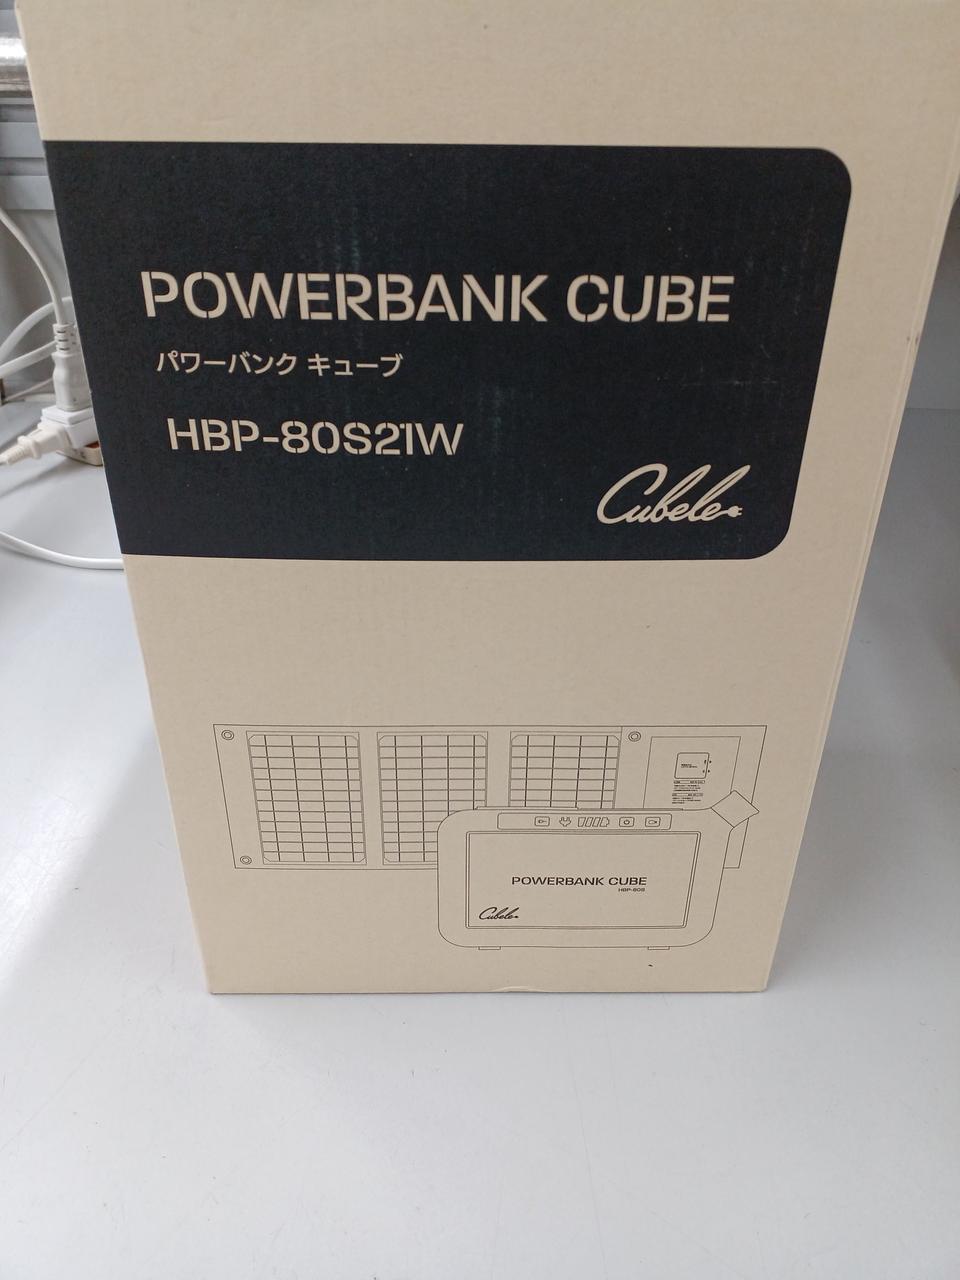 POWERBANK CUBE
パワーバンク キューブ
HBP-80S21W
Cubele
POWERBANK CUBE
HBP-80S
Cubele